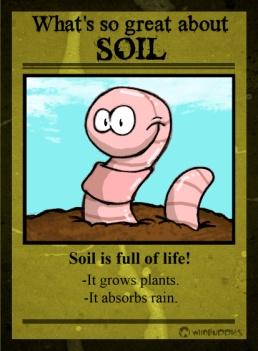 What's so great about
SOIL
Soil is full of life!
-It grows plants.
-It absorbs rain.